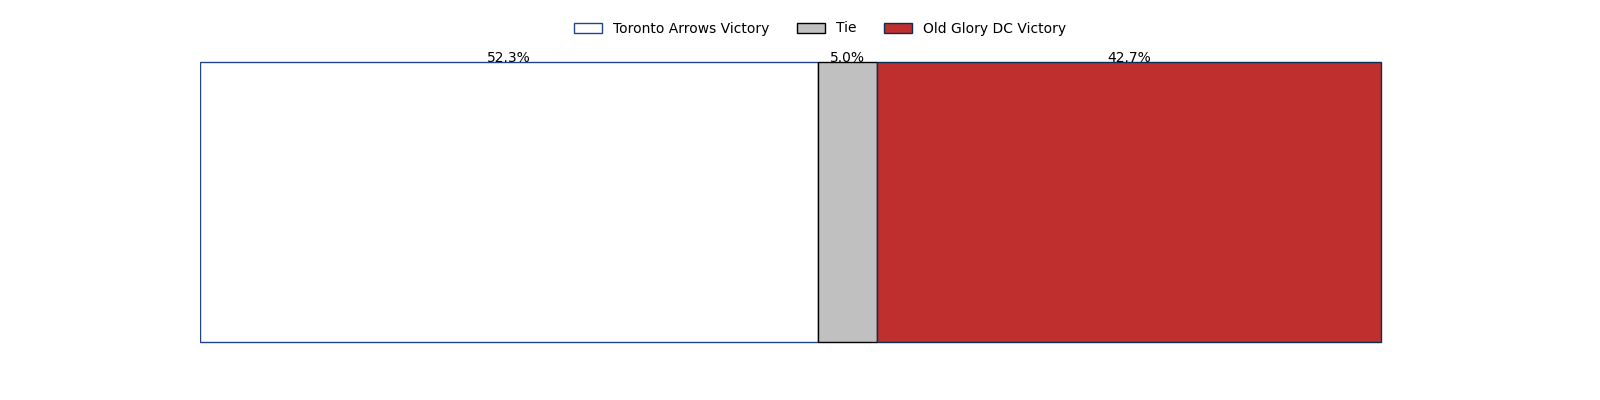 Toronto Arrows Victory Tie Old Glory DC Victory
52.3% 5.0% 42.7%